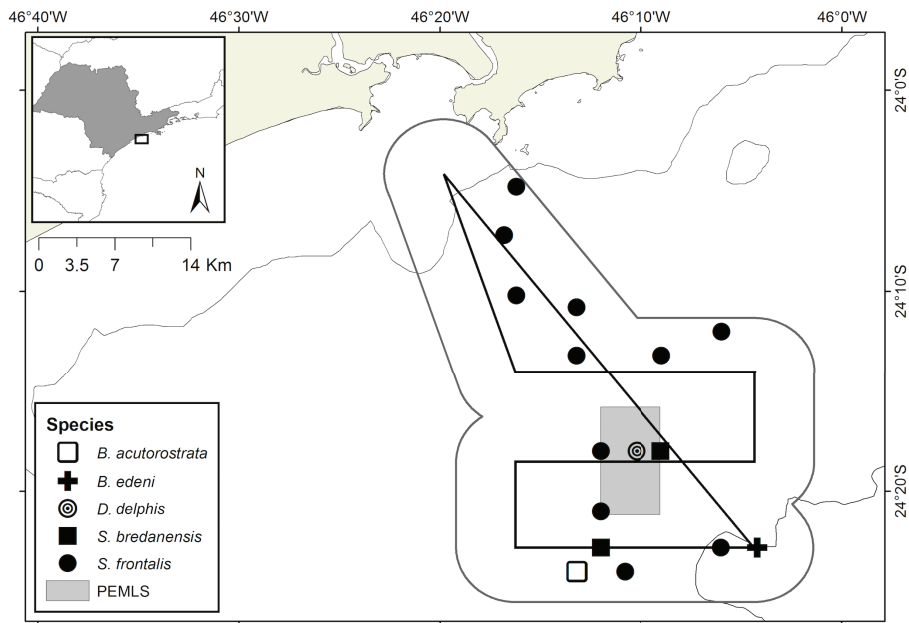 46°40'W 46°30'W 46°20'W 46°10'W 46°0'W
24°0'S
N
0 3.5 7 14 Km
24°10'S
Species
B. acutorostrata
B. edeni
D. delphis
S. bredanensis
S. frontalis
PEMLS
24°20'S